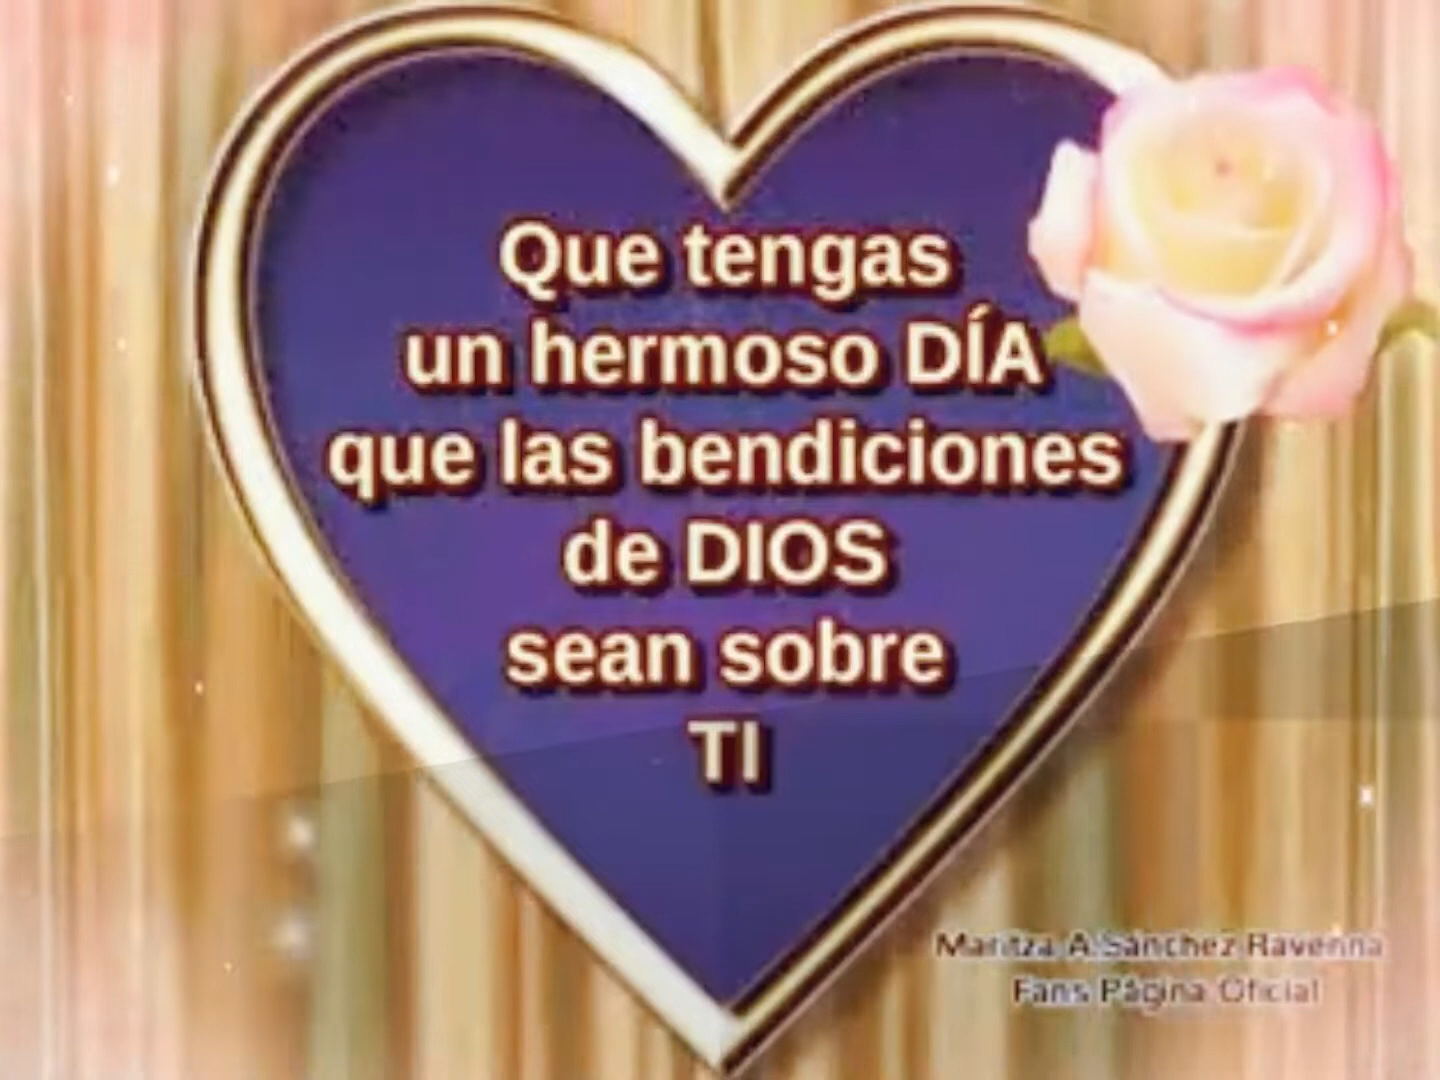 Que tengas
un hermoso DÍA
que las bendiciones
de DIOS
sean sobre
TI
Maritza A Sánchez Ravenna
Fans Página Oficial